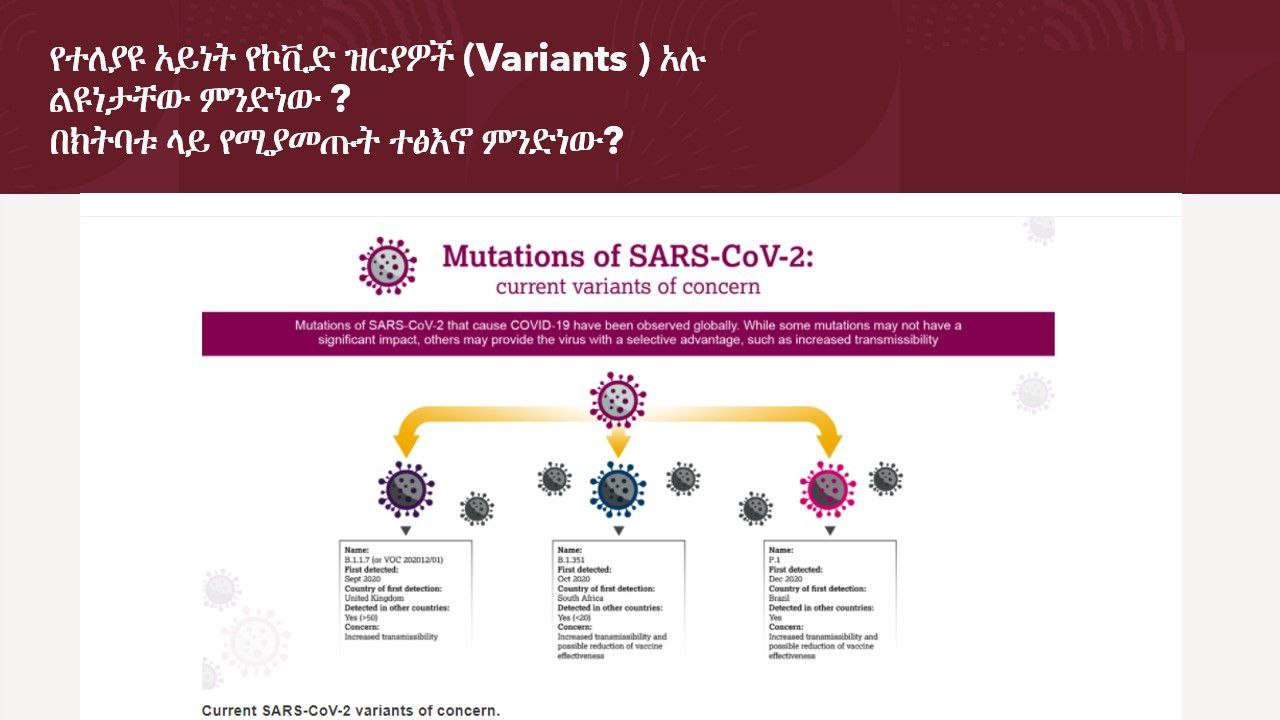 የተለያዩ አይነት የኮቪድ ዝርያዎች (Variants ) አሉ
ልዩነታቸው ምንድነው ?
በክትባቱ ላይ የሚያመጡት ተፅእኖ ምንድነው?
Mutations of SARS-CoV-2:
current variants of concern
Mutations of SARS-CoV-2 that cause COVID-19 have been observed globally. While some mutations may not have a
significant impact, others may provide the virus with a selective advantage, such as increased transmissibility
Name:
B.1.1.7 (or VOC 202012/01)
First detected:
Sept 2020
Country of first detection:
United Kingdom
Detected in other countries:
Yes (>50)
Concern:
Increased transmissibility
Name:
B.1.351
First detected:
Oct 2020
Country of first detection:
South Africa
Detected in other countries:
Yes (<20)
Concern:
Increased transmissibility and
possible reduction of vaccine
effectiveness
Name:
P.1
First detected:
Dec 2020
Country of first detection:
Brazil
Detected in other countries:
Yes
Concern:
Increased transmissibility and
possible reduction of vaccine
effectiveness
Current SARS-CoV-2 variants of concern.